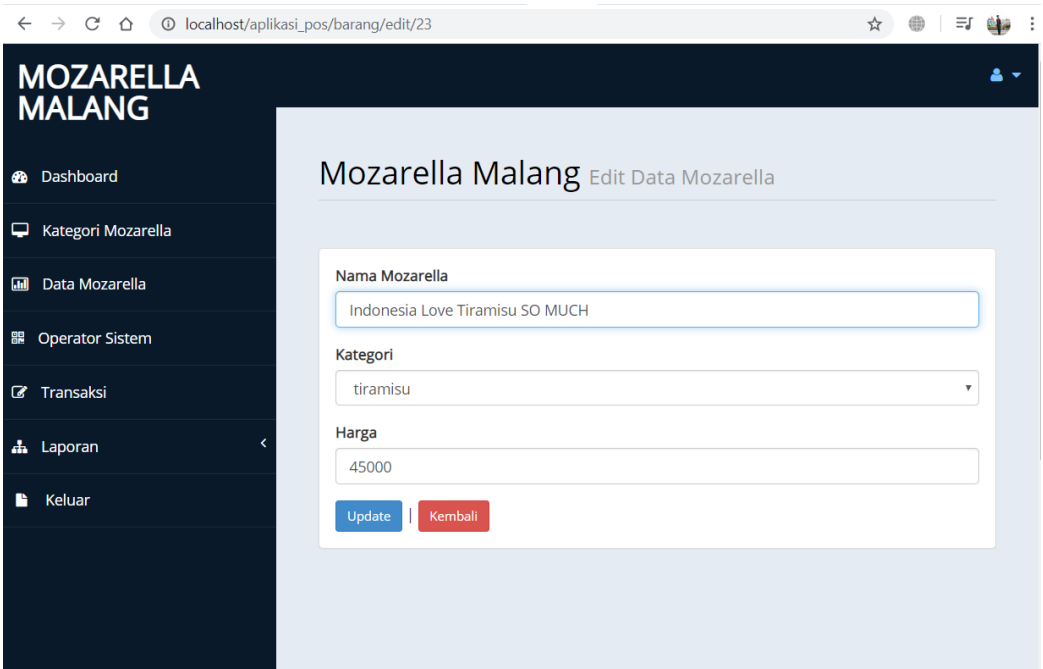 localhost/aplikasi_pos/barang/edit/23
MOZARELLA
MALANG
Dashboard
Kategori Mozarella
Data Mozarella
Operator Sistem
Transaksi
Laporan
Keluar
Mozarella Malang Edit Data Mozarella
Nama Mozarella
Indonesia Love Tiramisu SO MUCH
Kategori
tiramisu
Harga
45000
Update | Kembali